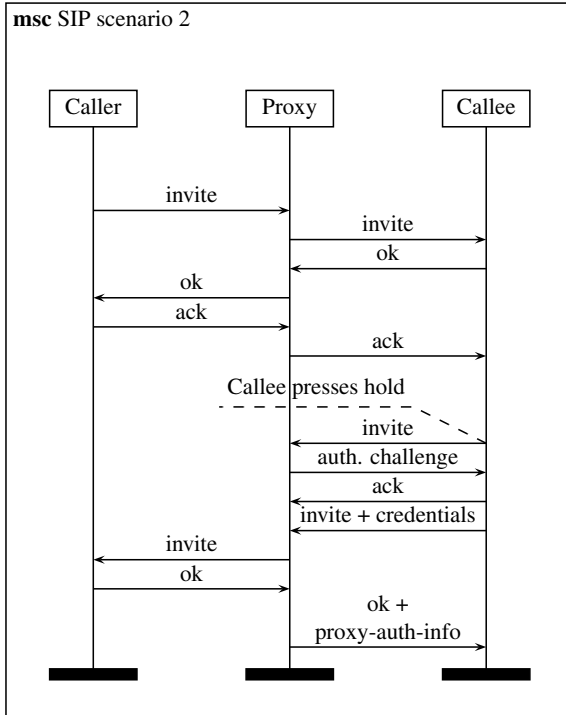 msc SIP scenario 2
Caller
Proxy
Callee
invite
invite
ok
ok
ack
ack
Callee presses hold
invite
auth. challenge
ack
invite + credentials
invite
ok
ok +
proxy-auth-info